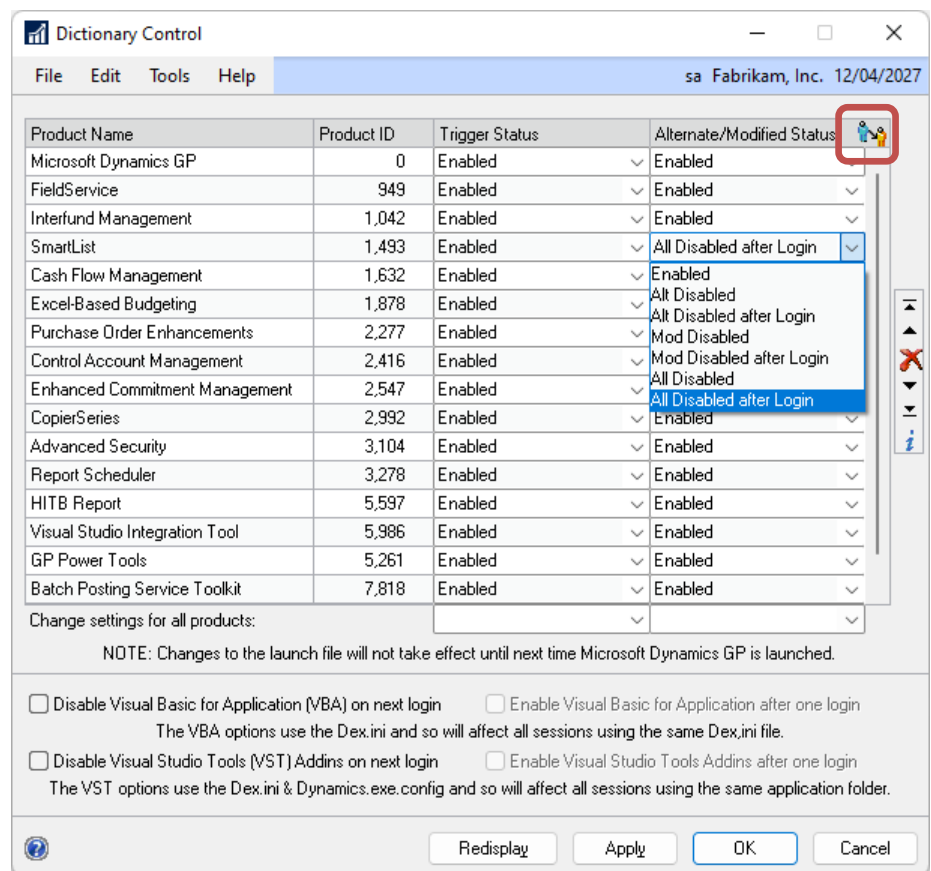 Dictionary Control
File Edit Tools Help sa Fabrikam, Inc. 12/04/2027
Product Name Product ID Trigger Status Alternate/Modified Status
Microsoft Dynamics GP 0 Enabled Enabled
FieldService 949 Enabled Enabled
Interfund Management 1,042 Enabled Enabled
SmartList 1,493 Enabled All Disabled after Login
Cash Flow Management 1,632 Enabled Enabled
Excel-Based Budgeting 1,878 Enabled Alt Disabled
Alt Disabled after Login
Purchase Order Enhancements 2,277 Enabled Mod Disabled
Control Account Management 2,416 Enabled Mod Disabled after Login
All Disabled
Enhanced Commitment Management 2,547 Enabled All Disabled after Login
CopierSeries 2,992 Enabled Enabled
Advanced Security 3,104 Enabled Enabled
Report Scheduler 3,278 Enabled Enabled
HITB Report 5,597 Enabled Enabled
Visual Studio Integration Tool 5,986 Enabled Enabled
GP Power Tools 5,261 Enabled Enabled
Batch Posting Service Toolkit 7,818 Enabled Enabled
Change settings for all products:
NOTE: Changes to the launch file will not take effect until next time Microsoft Dynamics GP is launched.
Disable Visual Basic for Application (VBA) on next login Enable Visual Basic for Application after one login
The VBA options use the Dex.ini and so will affect all sessions using the same Dex,ini file.
Disable Visual Studio Tools (VST) Addins on next login Enable Visual Studio Tools Addins after one login
The VST options use the Dex.ini & Dynamics.exe.config and so will affect all sessions using the same application folder.
Redisplay Apply OK Cancel